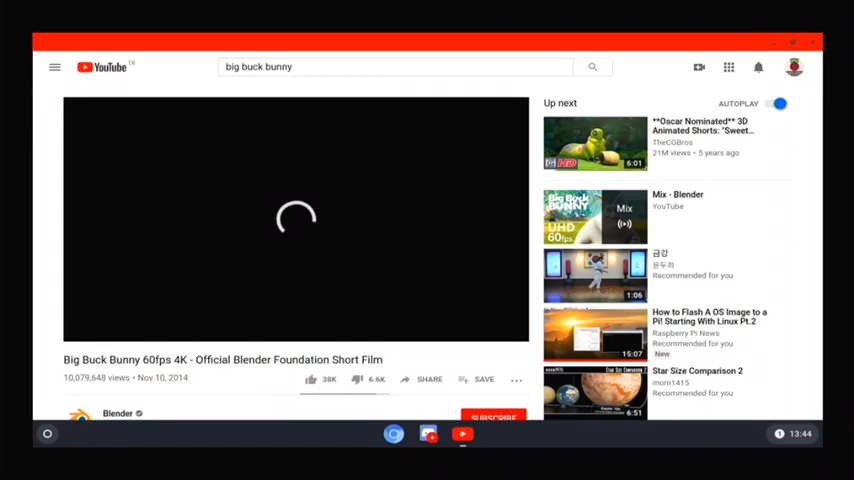 YouTube TR
big buck bunny
Up next
AUTOPLAY
**Oscar Nominated** 3D
Animated Shorts: "Sweet...
TheCGBros
21M views • 5 years ago
6:01
Mix - Blender
YouTube
Big Buck
BUNNY
UHD
60fps
Mix
금강
윤두희
Recommended for you
1:06
How to Flash A OS Image to a
Pi! Starting With Linux Pt.2
Raspberry Pi News
Recommended for you
New
15:07
Star Size Comparison 2
morn1415
Recommended for you
6:51
Big Buck Bunny 60fps 4K - Official Blender Foundation Short Film
10,079,648 views • Nov 10, 2014
38K
6.6K
SHARE
SAVE
Blender
SUBSCRIBE
1
13:44